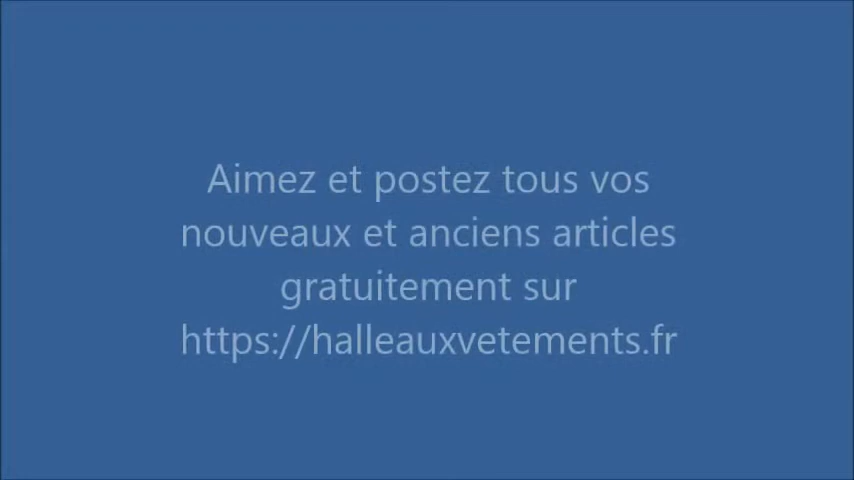 Aimez et postez tous vos
nouveaux et anciens articles
gratuitement sur
https://halleauxvetements.fr